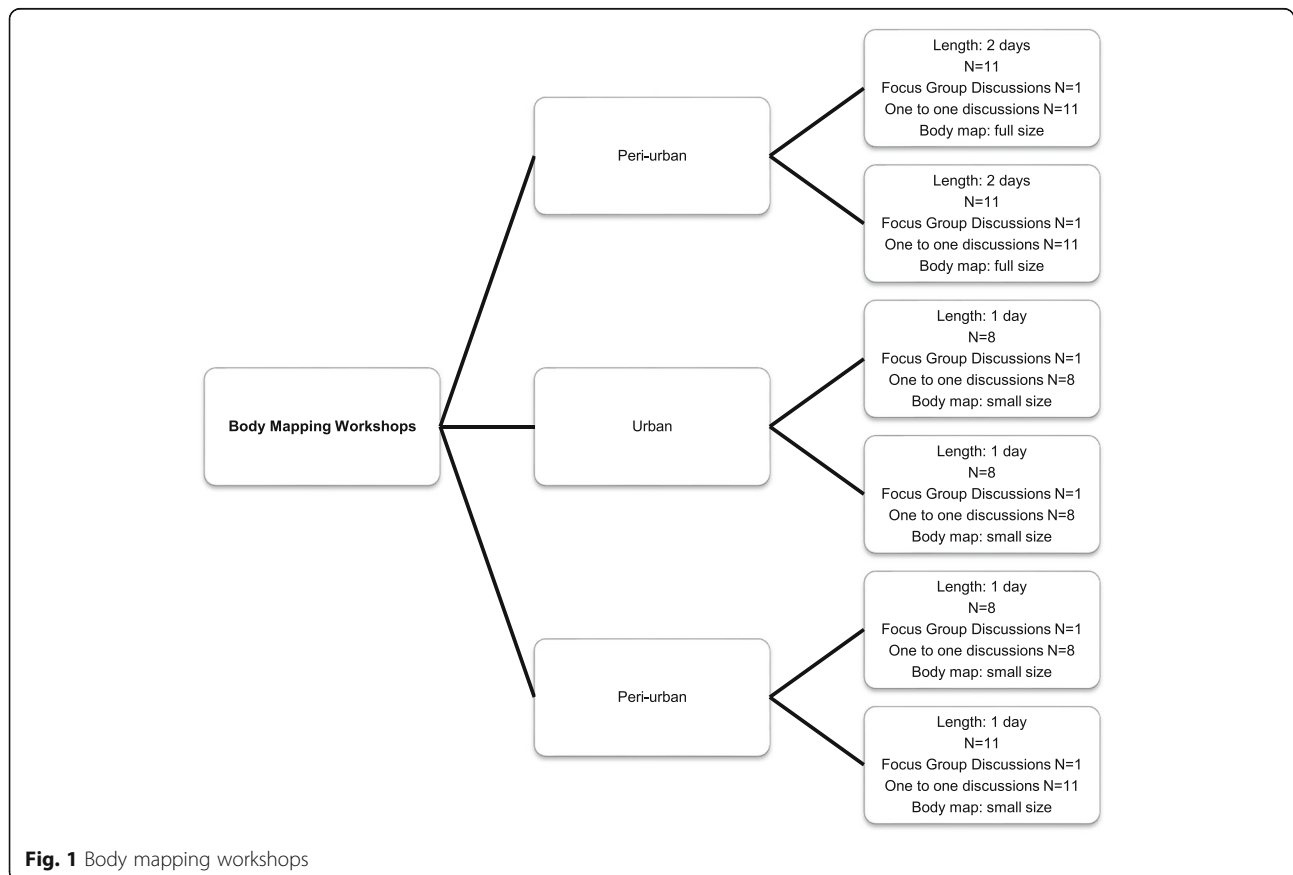 Body Mapping Workshops
Peri-urban
Length: 2 days
N=11
Focus Group Discussions N=1
One to one discussions N=11
Body map: full size
Length: 2 days
N=11
Focus Group Discussions N=1
One to one discussions N=11
Body map: full size
Urban
Length: 1 day
N=8
Focus Group Discussions N=1
One to one discussions N=8
Body map: small size
Length: 1 day
N=8
Focus Group Discussions N=1
One to one discussions N=8
Body map: small size
Peri-urban
Length: 1 day
N=8
Focus Group Discussions N=1
One to one discussions N=8
Body map: small size
Length: 1 day
N=11
Focus Group Discussions N=1
One to one discussions N=11
Body map: small size
Fig. 1 Body mapping workshops